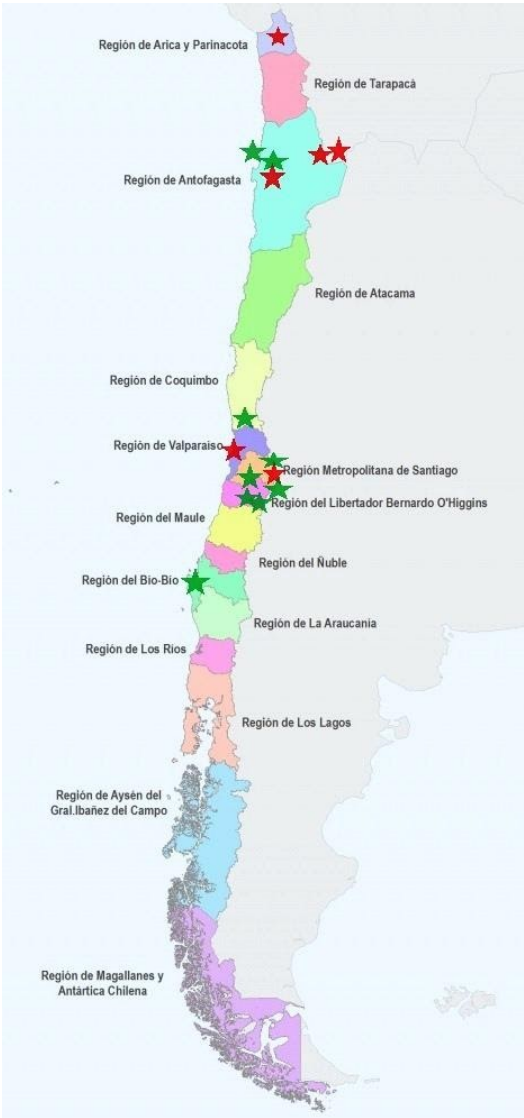 Región de Arica y Parinacota
Región de Tarapacá
Región de Antofagasta
Región de Atacama
Región de Coquimbo
Región de Valparaíso
Región Metropolitana de Santiago
Región del Libertador Bernardo O'Higgins
Región del Maule
Región del Ñuble
Región del Bío-Bío
Región de La Araucanía
Región de Los Ríos
Región de Los Lagos
Región de Aysén del
Gral.Ibañez del Campo
Región de Magallanes y
Antártica Chilena